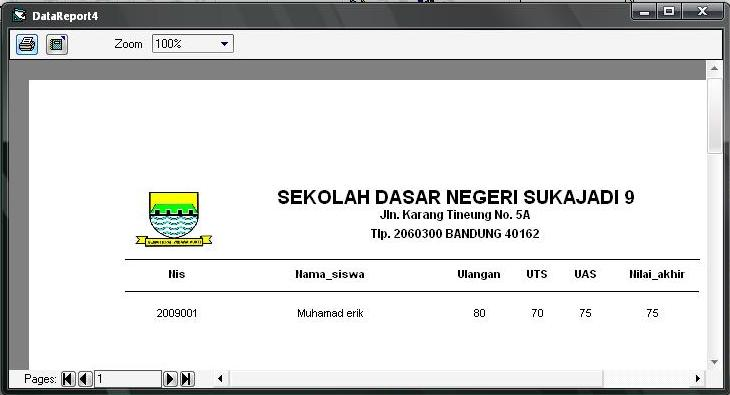 DataReport4
Zoom 100%
SEKOLAH DASAR NEGERI SUKAJADI 9
Jln. Karang Tineung No. 5A
Tlp. 2060300 BANDUNG 40162
Nis Nama_siswa Ulangan UTS UAS Nilai_akhir
2009001 Muhamad erik 80 70 75 75
Pages: 1